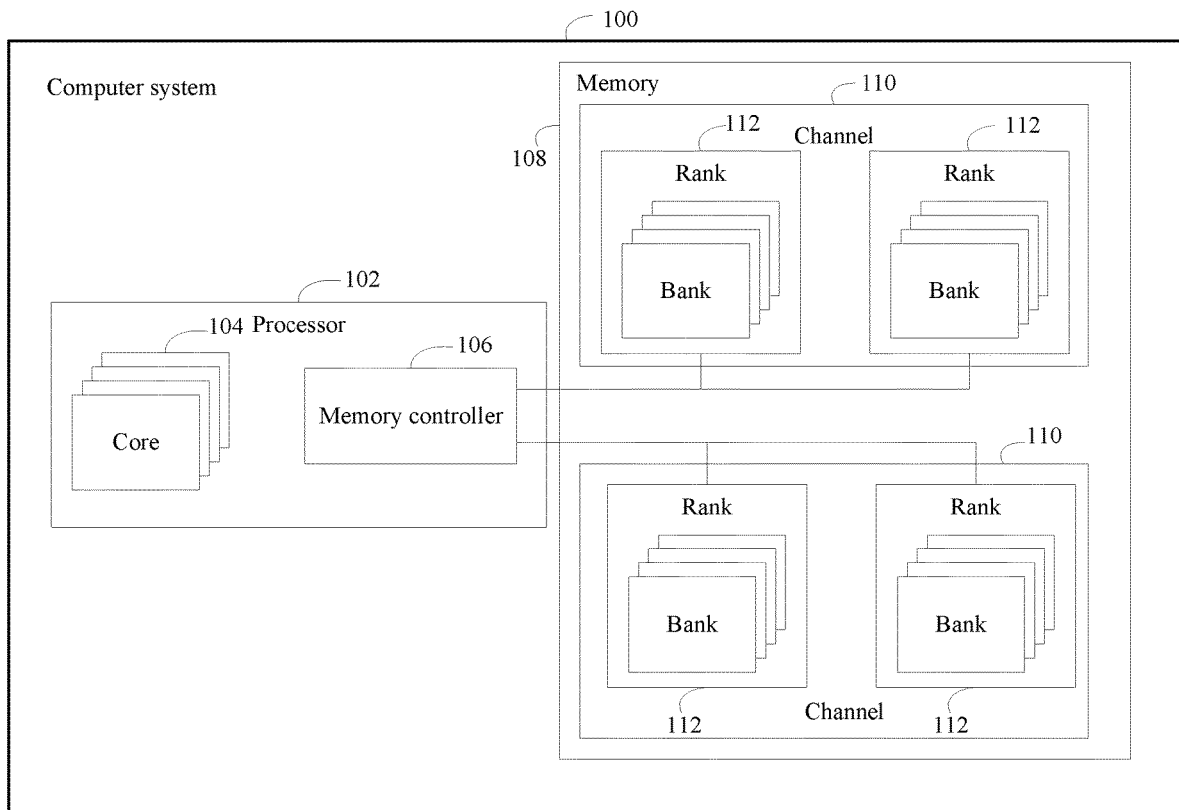 100
Computer system
Memory
110
108
112
Channel
112
Rank
Rank
Bank
Bank
102
104
Processor
106
Core
Memory controller
110
Rank
Rank
Bank
Bank
112
Channel
112